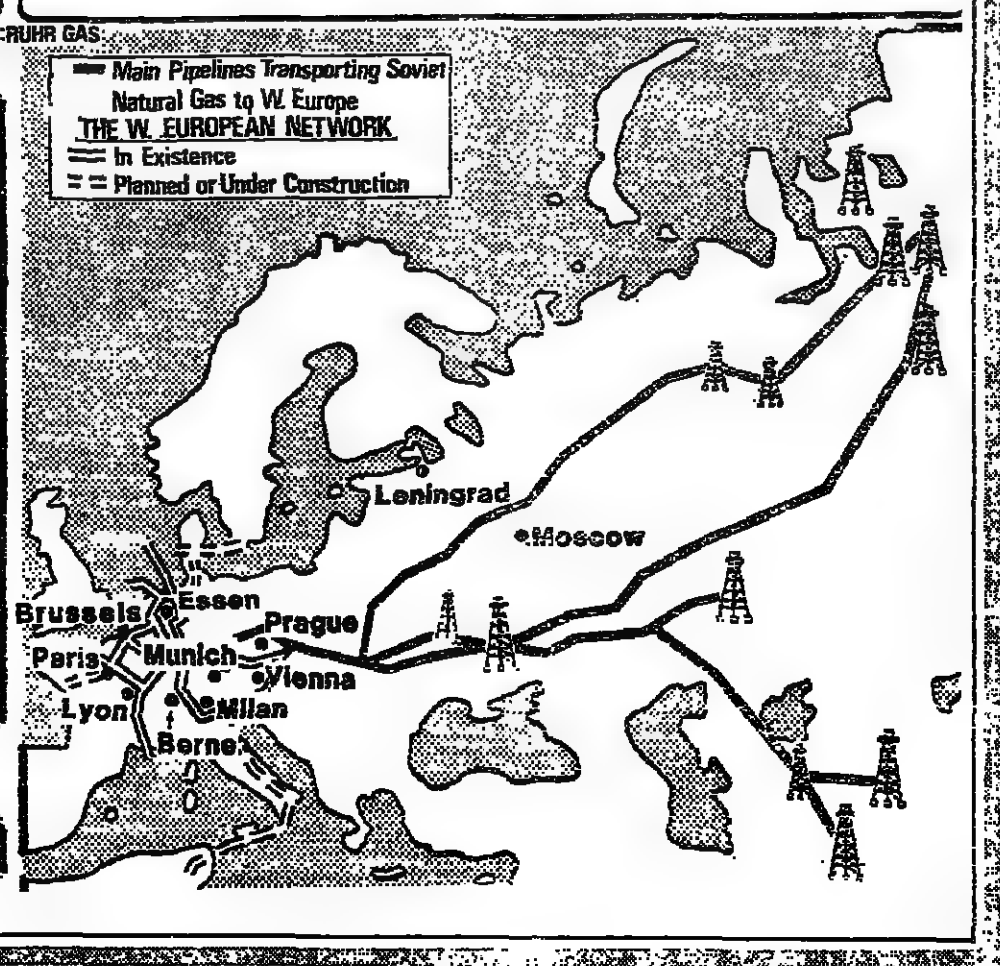 RUHR GAS
Main Pipelines Transporting Soviet
Natural Gas to W. Europe
THE W. EUROPEAN NETWORK
In Existence
Planned or Under Construction
Leningrad
Moscow
Essen
Brussels
Prague
Paris
Munich
Vienna
Lyon
Milan
Berne